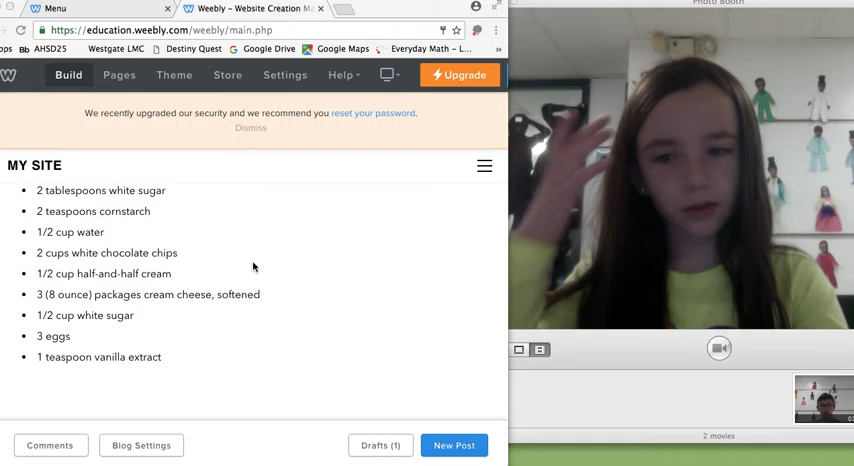 Menu
Weebly – Website Creation M
https://education.weebly.com/weebly/main.php
Bb AHSD25 Westgate LMC Destiny Quest Google Drive Google Maps Everyday Math – L... »
Build Pages Theme Store Settings Help Upgrade
We recently upgraded our security and we recommend you reset your password.
Dismiss
MY SITE
• 2 tablespoons white sugar
• 2 teaspoons cornstarch
• 1/2 cup water
• 2 cups white chocolate chips
• 1/2 cup half-and-half cream
• 3 (8 ounce) packages cream cheese, softened
• 1/2 cup white sugar
• 3 eggs
• 1 teaspoon vanilla extract
Comments Blog Settings Drafts (1) New Post
Photo Booth
2 movies